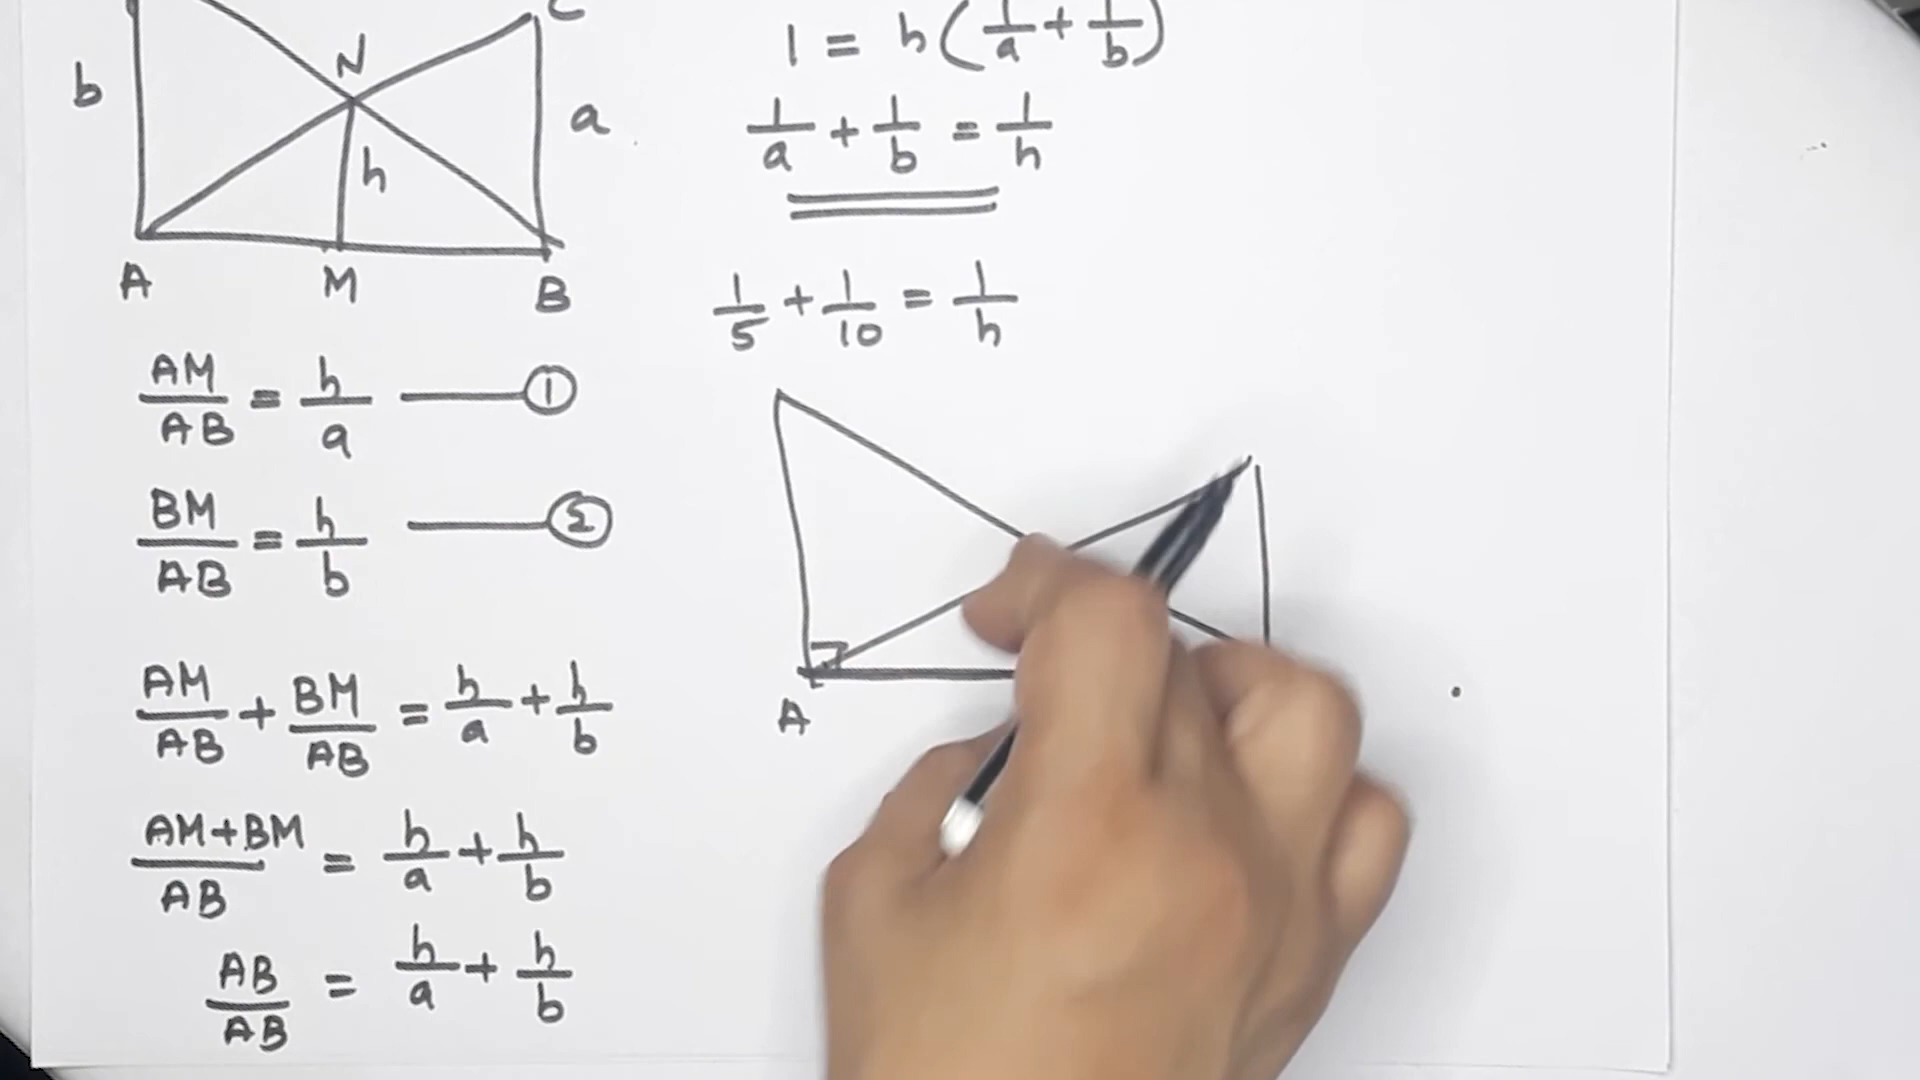 C
N
b
a
h
A M B
AM/AB = h/a ——— ①
BM/AB = h/b ——— ②
AM/AB + BM/AB = h/a + h/b
AM+BM/AB = h/a + h/b
AB/AB = h/a + h/b
1 = h(1/a + 1/b)
1/a + 1/b = 1/h
1/5 + 1/10 = 1/h
A